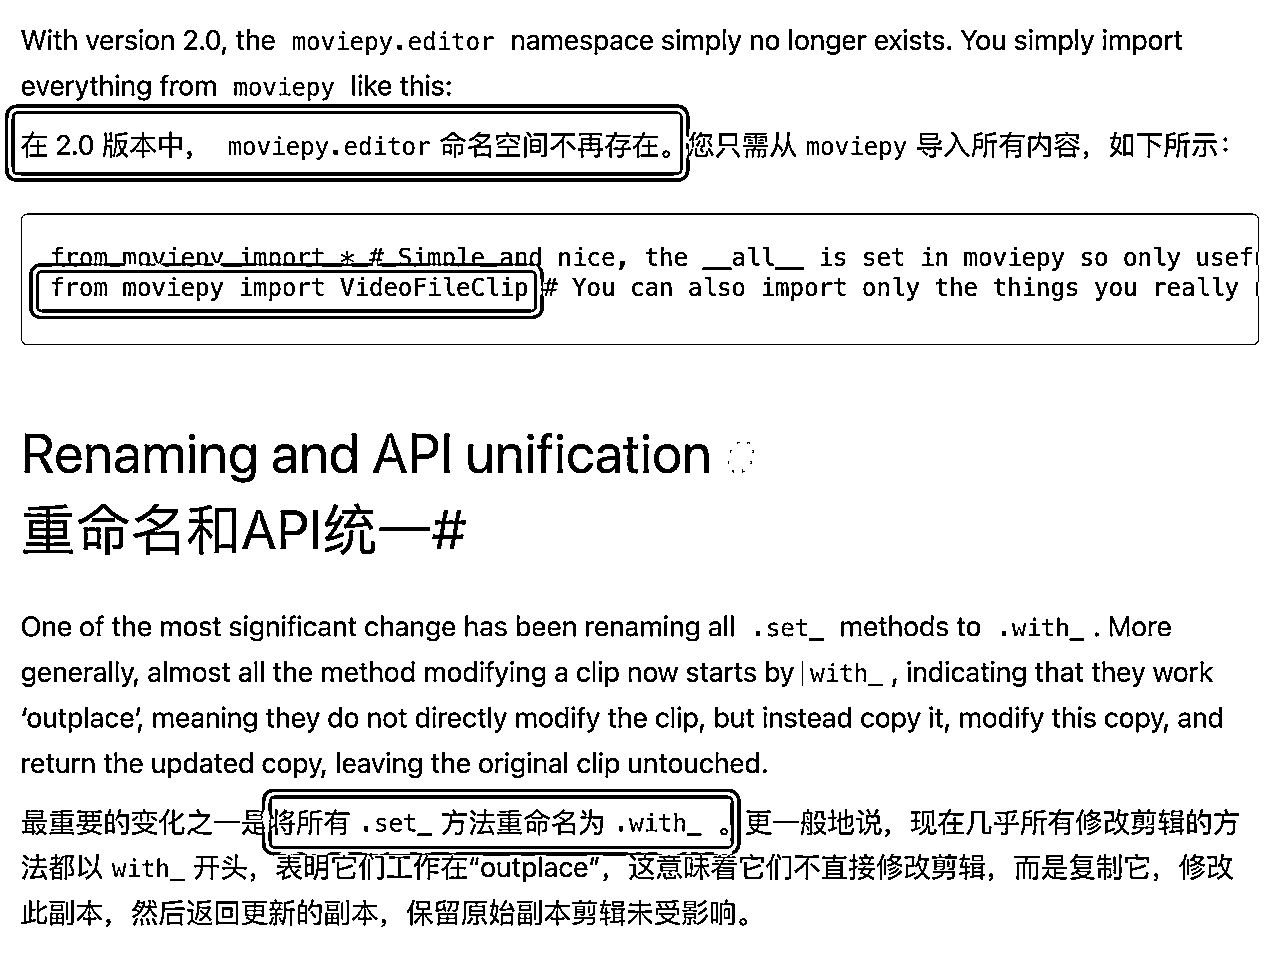 With version 2.0, the moviepy.editor namespace simply no longer exists. You simply import
everything from moviepy like this:
在 2.0 版本中， moviepy.editor 命名空间不再存在。您只需从 moviepy 导入所有内容，如下所示：
from moviepy import * # Simple and nice, the __all__ is set in moviepy so only
from moviepy import VideoFileClip # You can also import only the things you really
Renaming and API unification
重命名和API统一#
One of the most significant change has been renaming all .set_ methods to .with_ . More
generally, almost all the method modifying a clip now starts by with_ , indicating that they work
‘outplace’, meaning they do not directly modify the clip, but instead copy it, modify this copy, and
return the updated copy, leaving the original clip untouched.
最重要的变化之一是将所有 .set_ 方法重命名为 .with_ 。更一般地说，现在几乎所有修改剪辑的方
法都以 with_ 开头，表明它们工作在“outplace”，这意味着它们不直接修改剪辑，而是复制它，修改
此副本，然后返回更新的副本，保留原始副本剪辑未受影响。